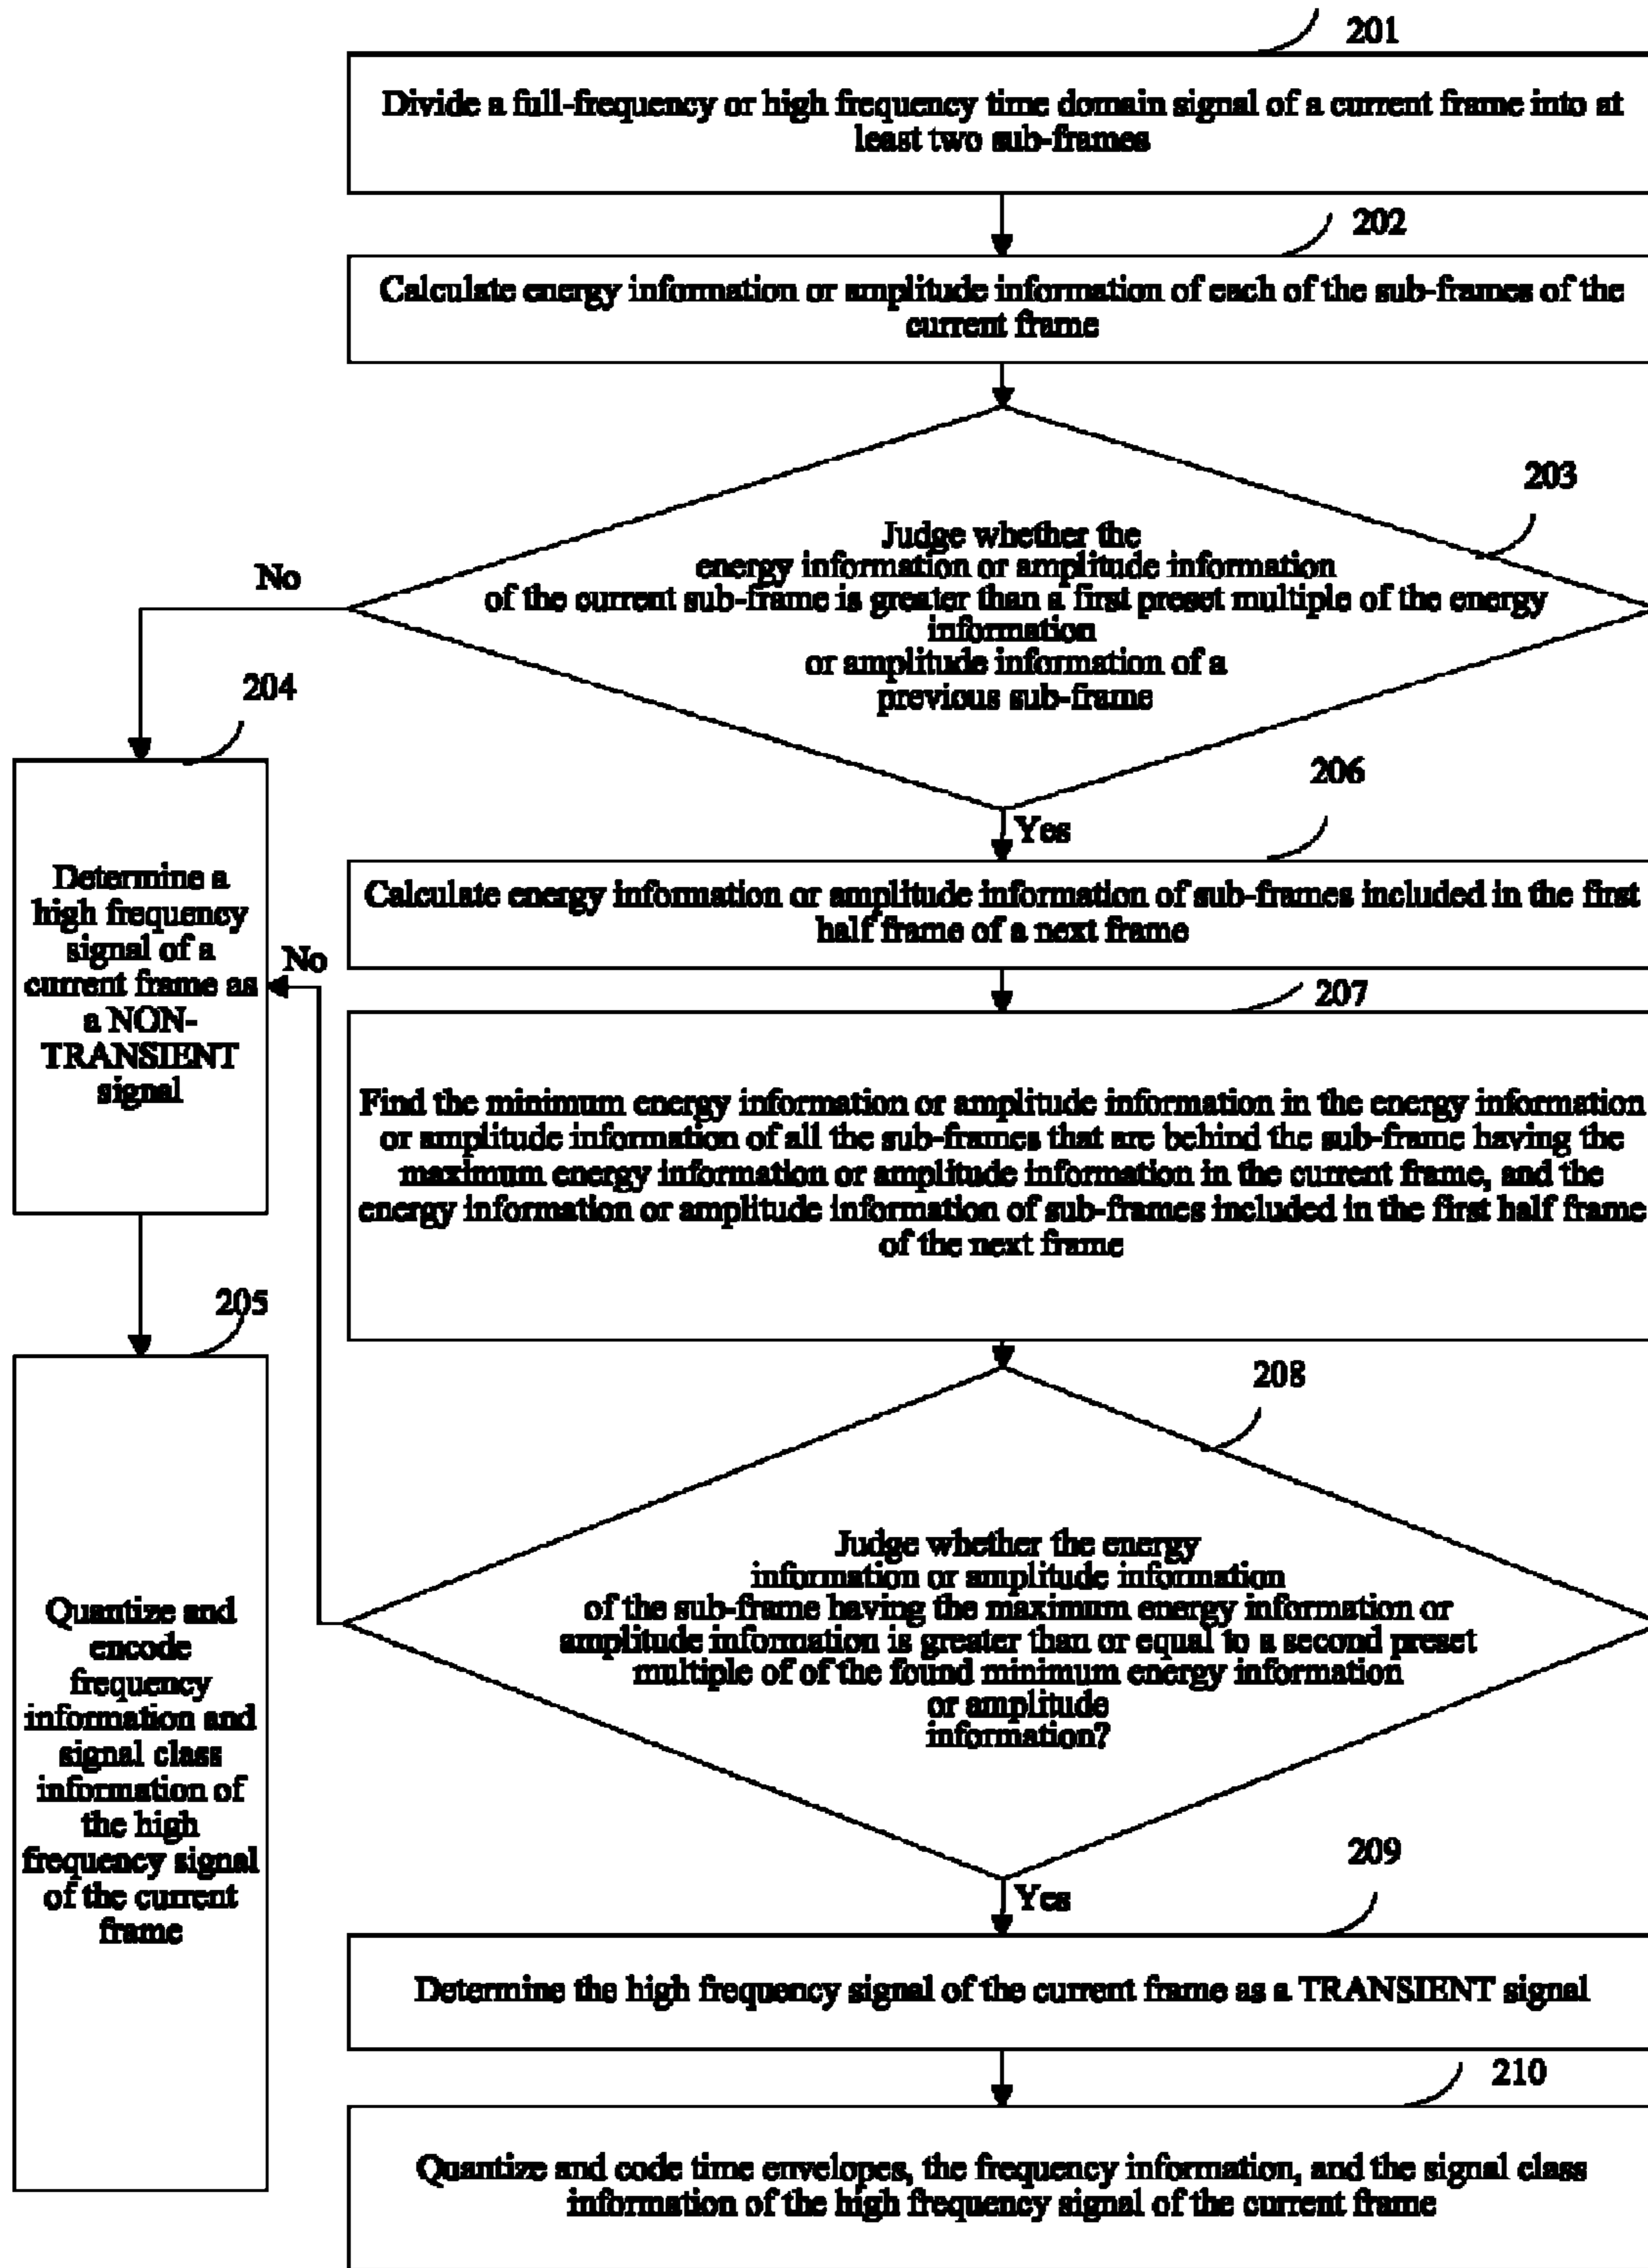 201
Divide a full-frequency or high frequency time domain signal of a current frame into at
least two sub-frames
202
Calculate energy information or amplitude information of each of the sub-frames of the
current frame
203
Judge whether the
energy information or amplitude information
of the current sub-frame is greater than a first preset multiple of the energy
information
or amplitude information of a
previous sub-frame
No
204
Determine a
high frequency
signal of a
current frame as
a NON-
TRANSIENT
signal
205
Quantize and
encode
frequency
information and
signal class
information of
the high
frequency signal
of the current
frame
Yes
206
Calculate energy information or amplitude information of sub-frames included in the first
half frame of a next frame
No
207
Find the minimum energy information or amplitude information in the energy information
or amplitude information of all the sub-frames that are behind the sub-frame having the
maximum energy information or amplitude information in the current frame, and the
energy information or amplitude information of sub-frames included in the first half frame
of the next frame
208
Judge whether the energy
information or amplitude information
of the sub-frame having the maximum energy information or
amplitude information is greater than or equal to a second preset
multiple of of the found minimum energy information
or amplitude
information?
Yes
209
Determine the high frequency signal of the current frame as a TRANSIENT signal
210
Quantize and code time envelopes, the frequency information, and the signal class
information of the high frequency signal of the current frame